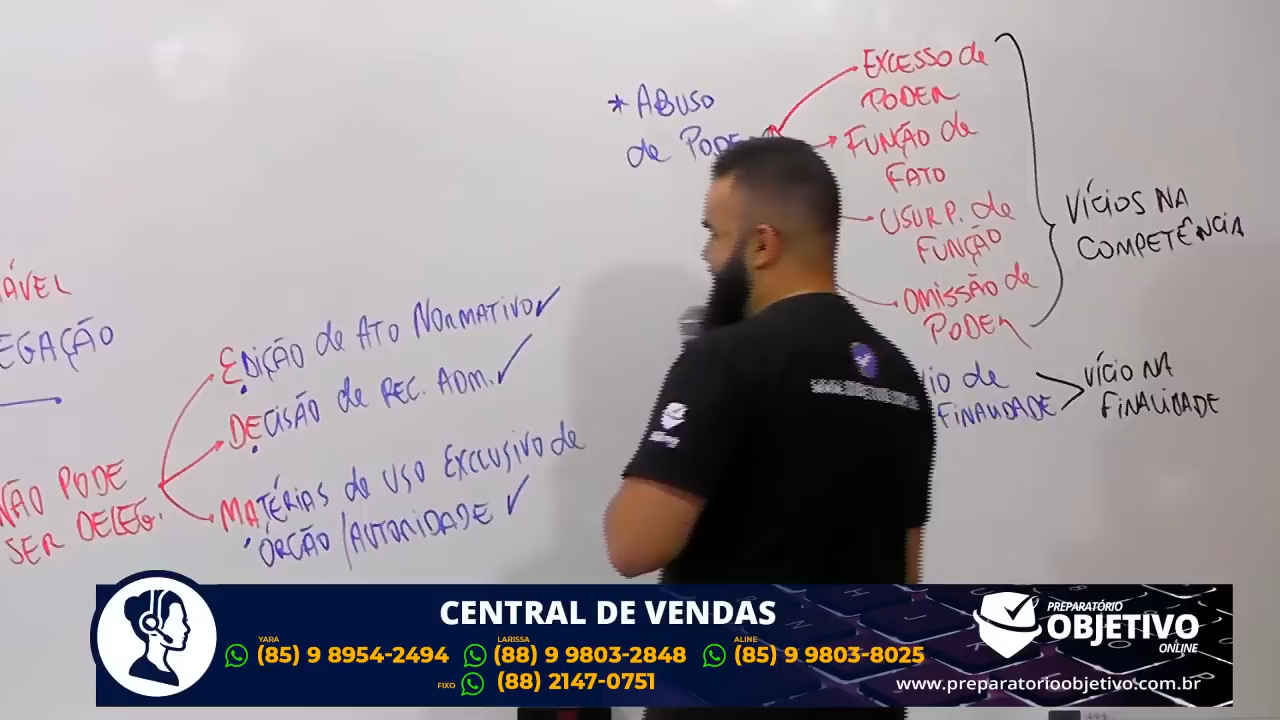 ÁVEL
EGAÇÃO
NÃO PODE
SER DELEG.
EDIÇÃO de ATO NORMATIVO
DECISÃO de REC. ADM.
MATÉRIAS de USO EXCLUSIVO de
ÓRGÃO/AUTORIDADE
* ABUSO
de PODE
EXCESSO de
PODER
FUNÇÃO de
FATO
USURP. de
FUNÇÃO
OMISSÃO de
PODER
VÍCIOS NA
COMPETÊNCIA
IO de
FINALIDADE
VÍCIO NA
FINALIDADE
CENTRAL DE VENDAS
YARA
(85) 9 8954-2494
LARISSA
(88) 9 9803-2848
ALINE
(85) 9 9803-8025
FIXO
(88) 2147-0751
PREPARATÓRIO
OBJETIVO
ONLINE
www.preparatorioobjetivo.com.br